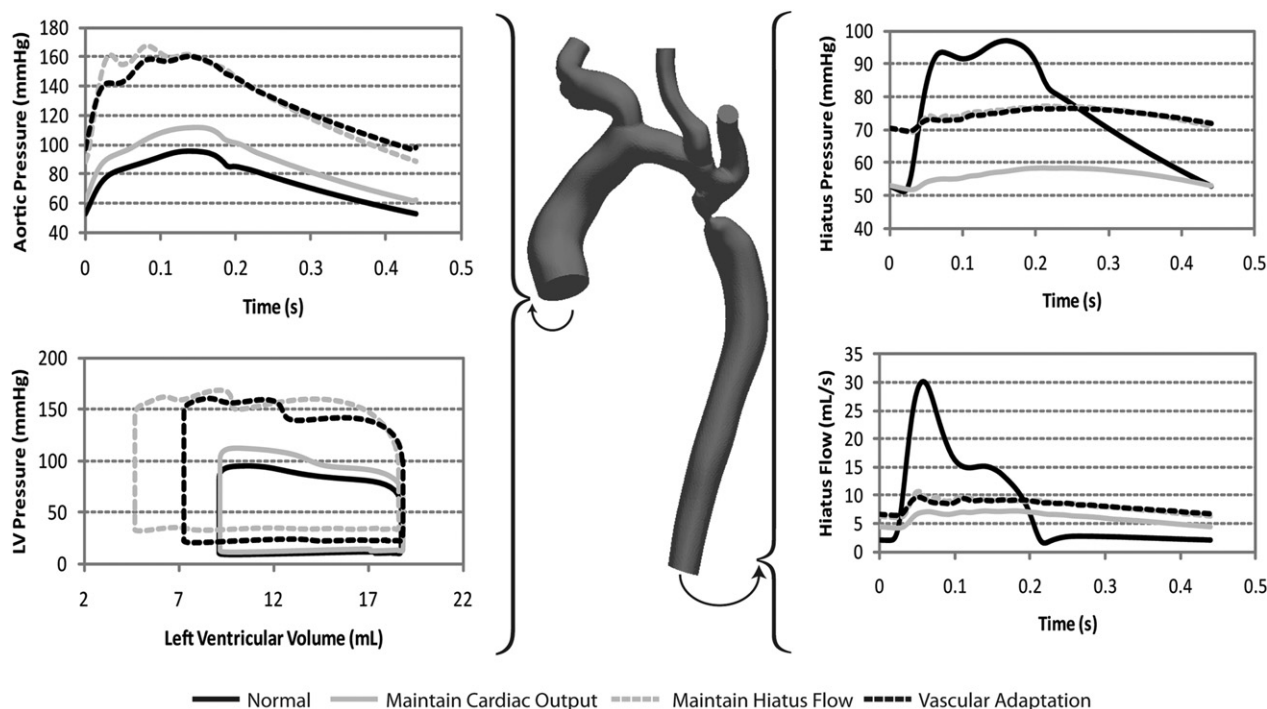 Aortic Pressure (mmHg)
180
160
140
120
100
80
60
40
0 0.1 0.2 0.3 0.4 0.5
Time (s)
LV Pressure (mmHg)
200
150
100
50
0
2 7 12 17 22
Left Ventricular Volume (mL)
Hiatus Pressure (mmHg)
100
90
80
70
60
50
40
0 0.1 0.2 0.3 0.4 0.5
Time (s)
Hiatus Flow (mL/s)
35
30
25
20
15
10
5
0
0 0.1 0.2 0.3 0.4 0.5
Time (s)
Normal Maintain Cardiac Output Maintain Hiatus Flow Vascular Adaptation